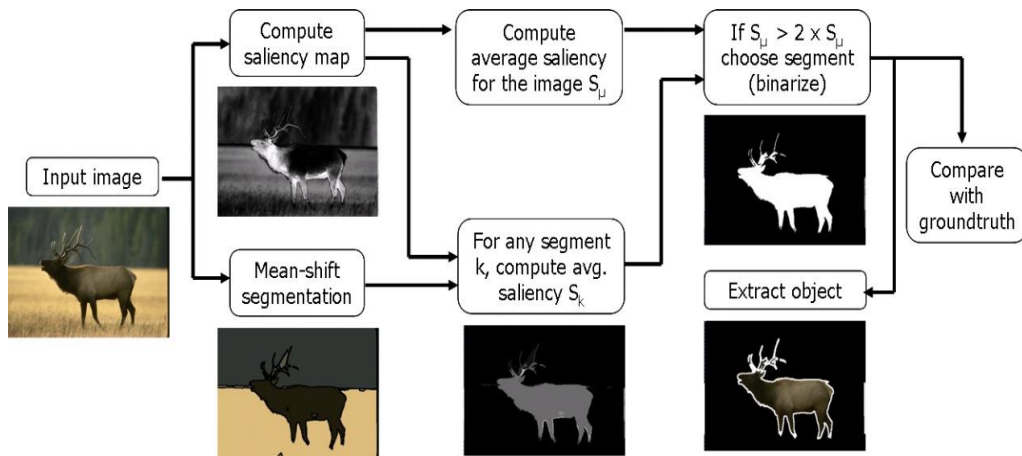 Compute
saliency map
Compute
average saliency
for the image Sμ
If Sμ > 2 x Sμ
choose segment
(binarize)
Input image
Compare
with
groundtruth
Mean-shift
segmentation
For any segment
k, compute avg.
saliency Sk
Extract object